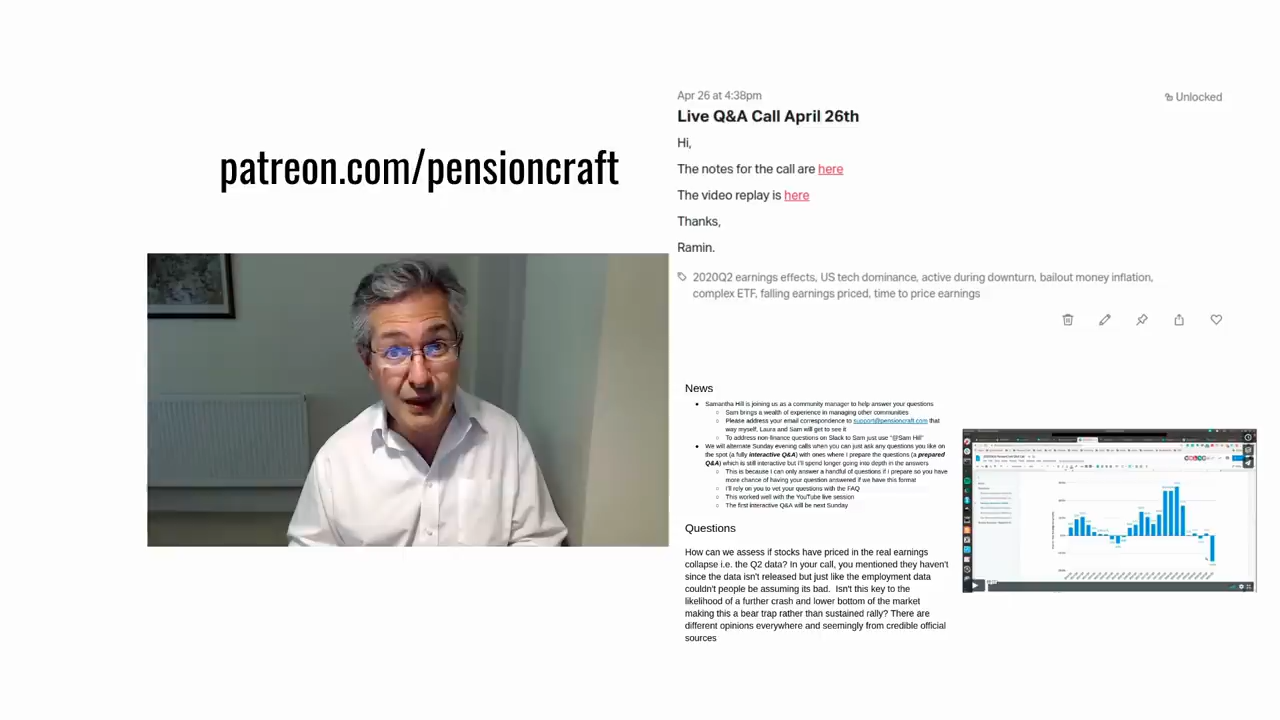 patreon.com/pensioncraft
Apr 26 at 4:38pm
Unlocked
Live Q&A Call April 26th
Hi,
The notes for the call are here
The video replay is here
Thanks,
Ramin.
2020Q2 earnings effects, US tech dominance, active during downturn, bailout money inflation,
complex ETF, falling earnings priced, time to price earnings
News
Samantha Hill is joining us as a community manager to help answer your questions
Sam brings a wealth of experience in managing other communities
Please address your email correspondence to support@pensioncraft.com that
way myself, Laura and Sam will get to see it
To address non-finance questions on Slack to Sam just use "@Sam Hill"
We will alternate Sunday evening calls when you can just ask any questions you like on
the spot (a fully interactive Q&A) with ones where I prepare the questions (a prepared
Q&A) which is still interactive but I'll spend longer going into depth in the answers
This is because I can only answer a handful of questions if i prepare so you have
more chance of having your question answered if we have this format
I'll rely on you to vet your questions with the FAQ
This worked well with the YouTube live session
The first interactive Q&A will be next Sunday
Questions
How can we assess if stocks have priced in the real earnings
collapse i.e. the Q2 data? In your call, you mentioned they haven't
since the data isn't released but just like the employment data
couldn't people be assuming its bad. Isn't this key to the
likelihood of a further crash and lower bottom of the market
making this a bear trap rather than sustained rally? There are
different opinions everywhere and seemingly from credible official
sources